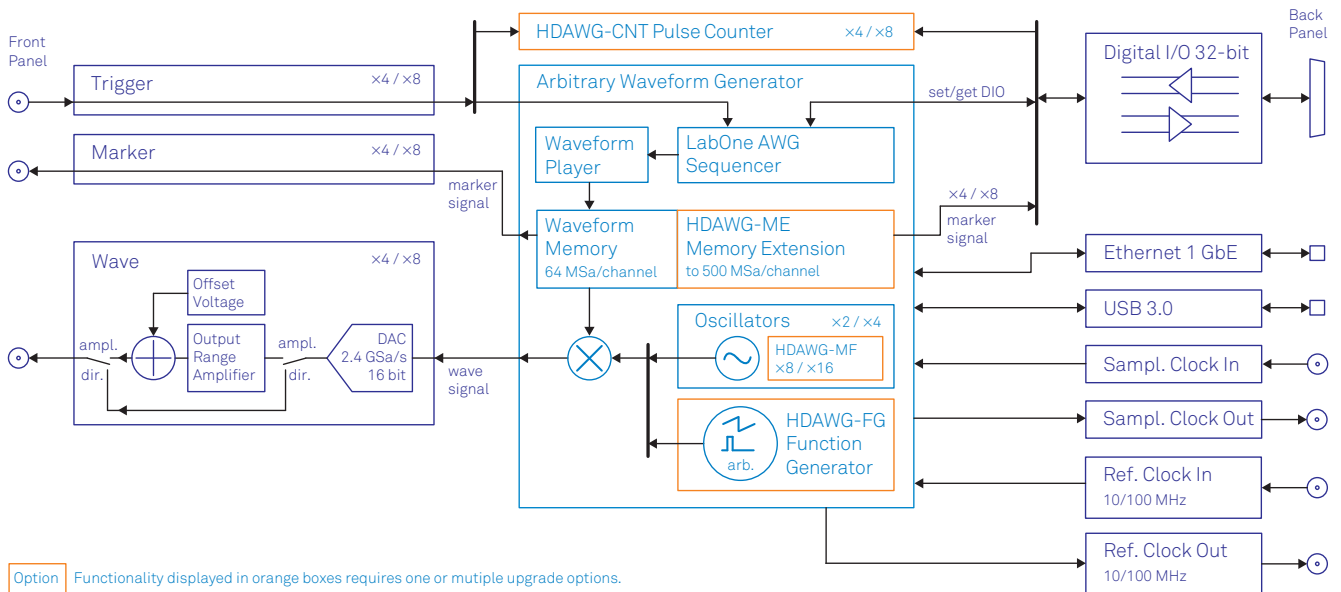 Front
Panel
Back
Panel
HDAWG-CNT Pulse Counter ×4 / ×8
Trigger ×4 / ×8
Marker ×4 / ×8
marker
signal
Arbitrary Waveform Generator
set/get DIO
Digital I/O 32-bit
Waveform
Player
LabOne AWG
Sequencer
Waveform
Memory
64 MSa/channel
HDAWG-ME
Memory Extension
to 500 MSa/channel
×4 / ×8
marker
signal
Wave ×4 / ×8
Offset
Voltage
ampl.
dir.
Output
Range
Amplifier
ampl.
dir.
DAC
2.4 GSa/s
16 bit
wave
signal
Oscillators ×2 / ×4
HDAWG-MF
×8 / ×16
arb.
HDAWG-FG
Function
Generator
Ethernet 1 GbE
USB 3.0
Sampl. Clock In
Sampl. Clock Out
Ref. Clock In
10/100 MHz
Ref. Clock Out
10/100 MHz
Option Functionality displayed in orange boxes requires one or mutiple upgrade options.